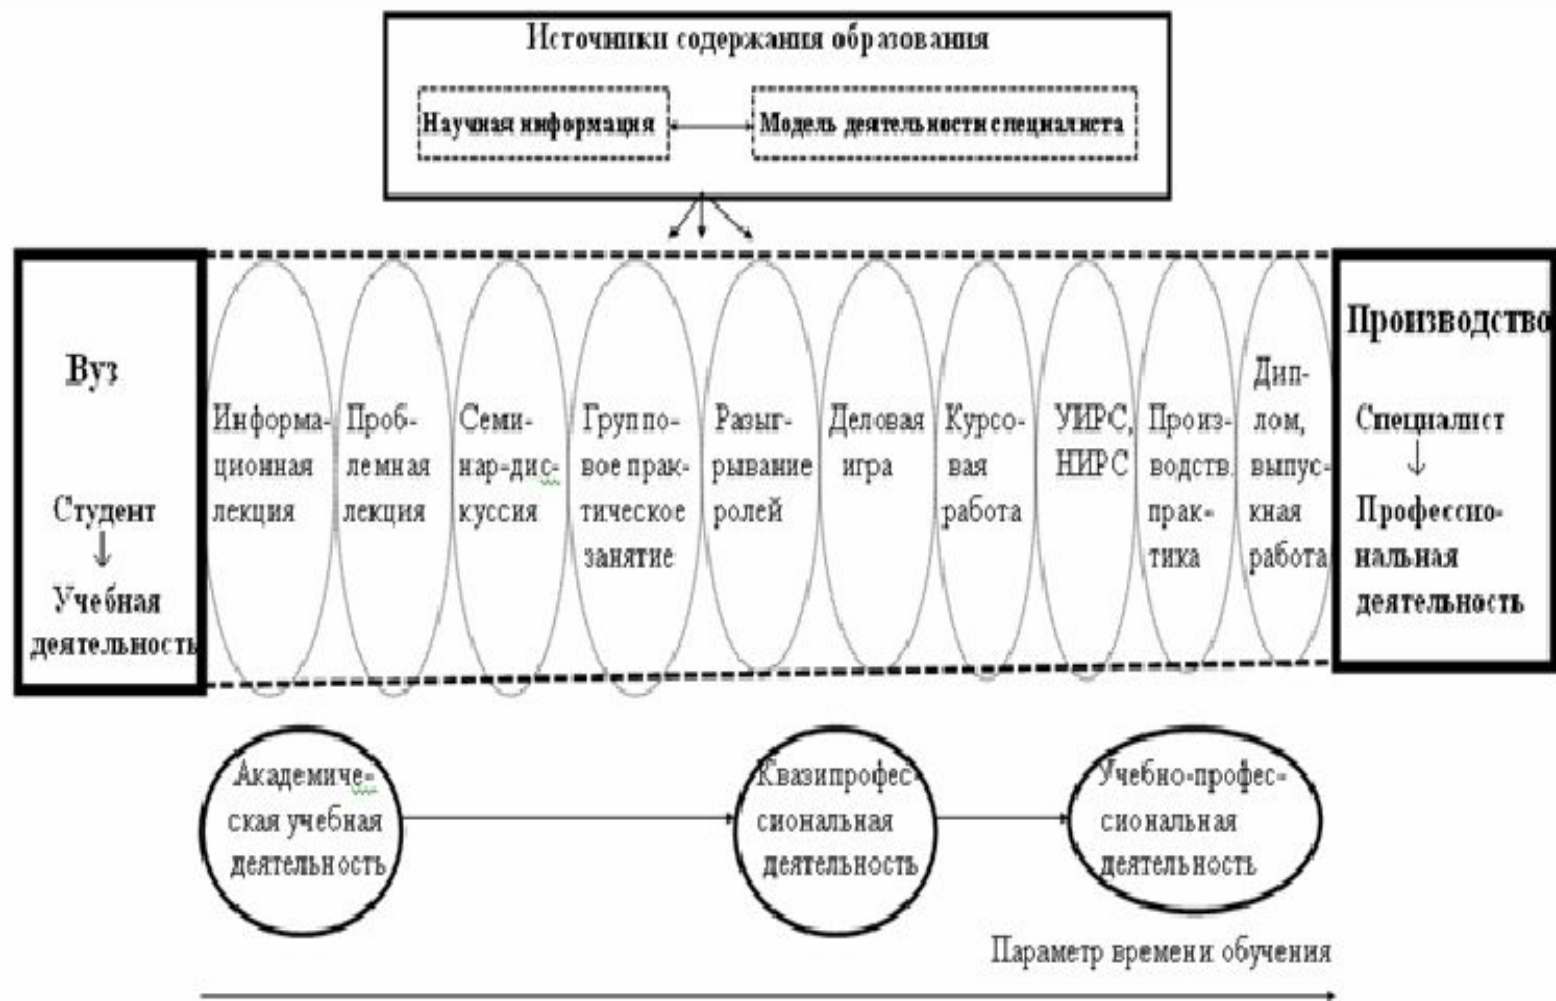 Источники содержания образования
Научная информация
Модель деятельности специалиста
Вуз
Студент
Учебная
деятельность
Информа-
ционная
лекция
Проб-
лемная
лекция
Семи-
нар-дис-
куссия
Группо-
вое прак-
тическое
занятие
Разыг-
рывание
ролей
Деловая
игра
Курсо-
вая
работа
УИРС,
НИРС
Произ-
водств.
прак-
тика
Дип-
лом,
выпус-
кная
работа
Производство
Специалист
Профессио-
нальная
деятельность
Академиче-
ская учебная
деятельность
Квазипрофес-
сиональная
деятельность
Учебно-профес-
сиональная
деятельность
Параметр времени обучения